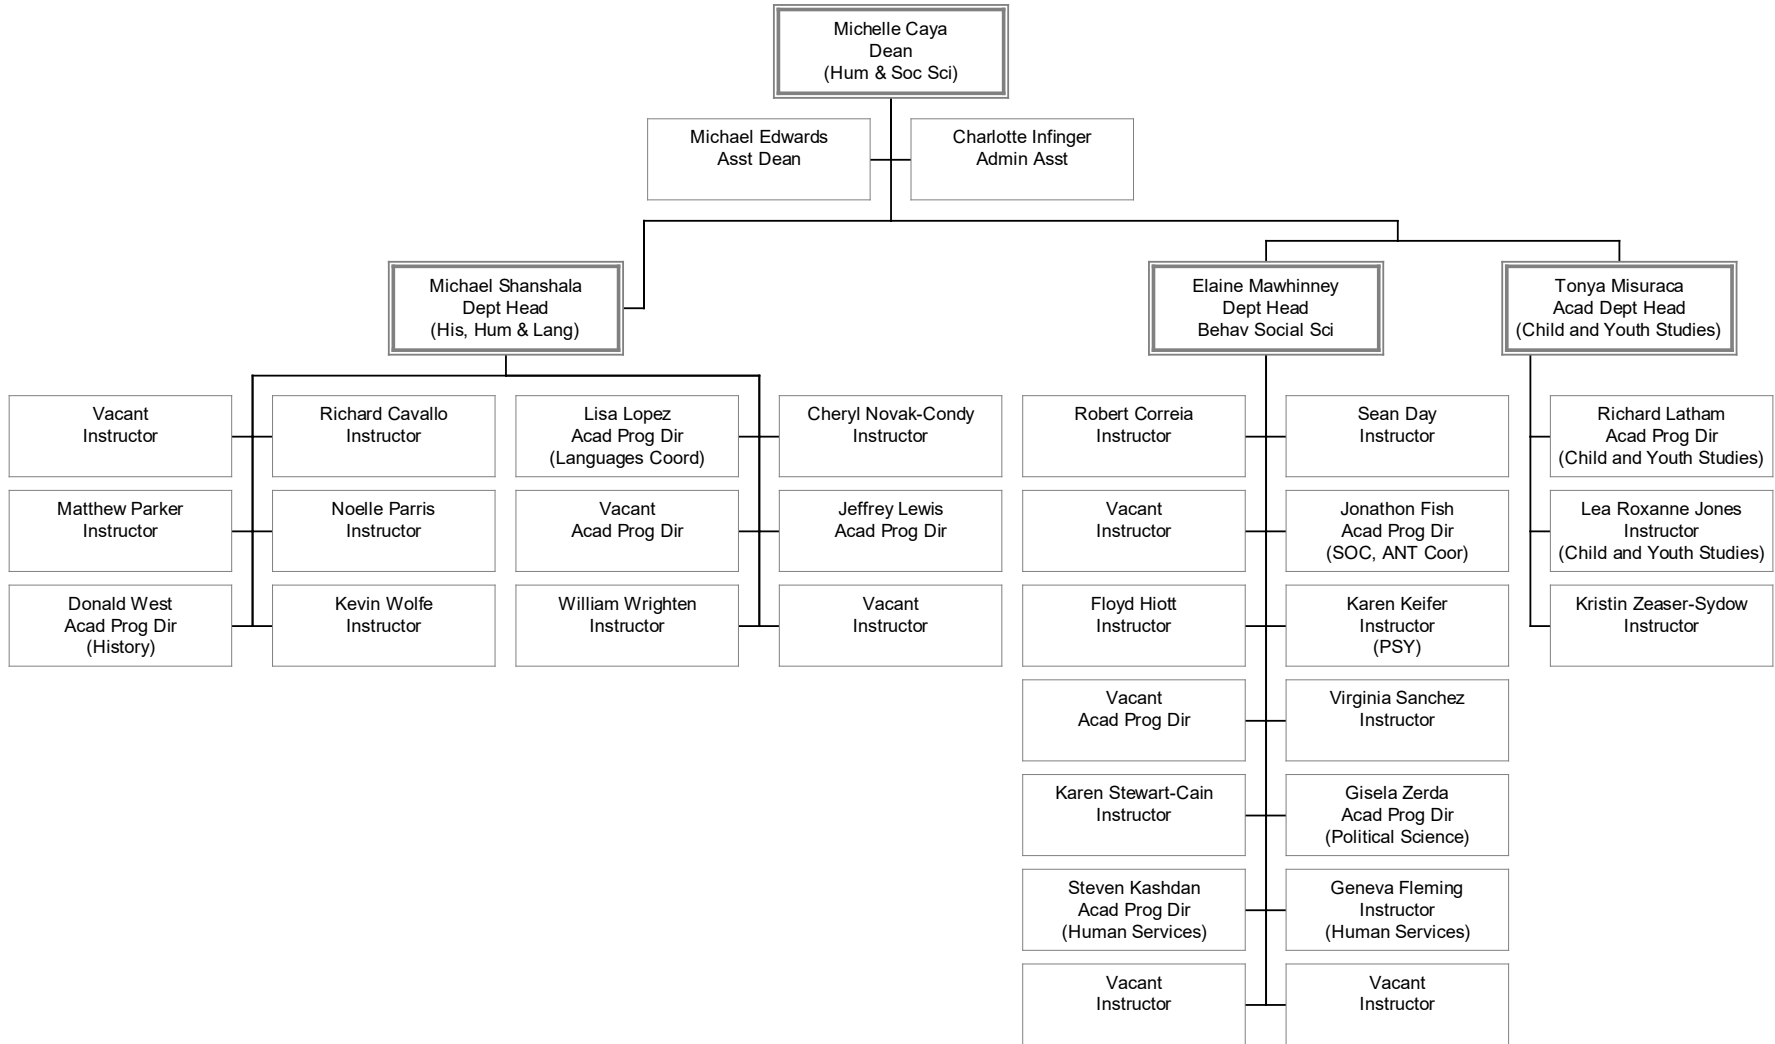 Michelle Caya
Dean
(Hum & Soc Sci)
Michael Edwards
Asst Dean
Charlotte Infinger
Admin Asst
Michael Shanshala
Dept Head
(His, Hum & Lang)
Elaine Mawhinney
Dept Head
Behav Social Sci
Tonya Misuraca
Acad Dept Head
(Child and Youth Studies)
Vacant
Instructor
Richard Cavallo
Instructor
Lisa Lopez
Acad Prog Dir
(Languages Coord)
Cheryl Novak-Condy
Instructor
Robert Correia
Instructor
Sean Day
Instructor
Richard Latham
Acad Prog Dir
(Child and Youth Studies)
Matthew Parker
Instructor
Noelle Parris
Instructor
Vacant
Acad Prog Dir
Jeffrey Lewis
Acad Prog Dir
Vacant
Instructor
Jonathon Fish
Acad Prog Dir
(SOC, ANT Coor)
Lea Roxanne Jones
Instructor
(Child and Youth Studies)
Donald West
Acad Prog Dir
(History)
Kevin Wolfe
Instructor
William Wrighten
Instructor
Vacant
Instructor
Floyd Hiott
Instructor
Karen Keifer
Instructor
(PSY)
Kristin Zeaser-Sydow
Instructor
Vacant
Acad Prog Dir
Virginia Sanchez
Instructor
Karen Stewart-Cain
Instructor
Gisela Zerda
Acad Prog Dir
(Political Science)
Steven Kashdan
Acad Prog Dir
(Human Services)
Geneva Fleming
Instructor
(Human Services)
Vacant
Instructor
Vacant
Instructor